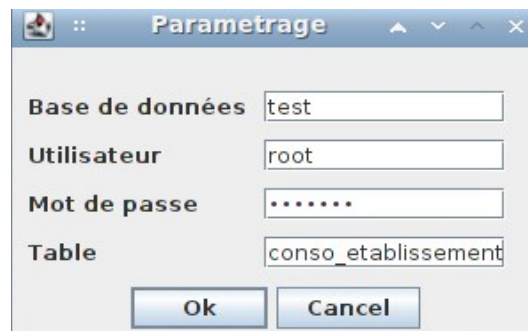 Parametrage
Base de données test
Utilisateur root
Mot de passe •••••••
Table conso_etablissement
Ok Cancel